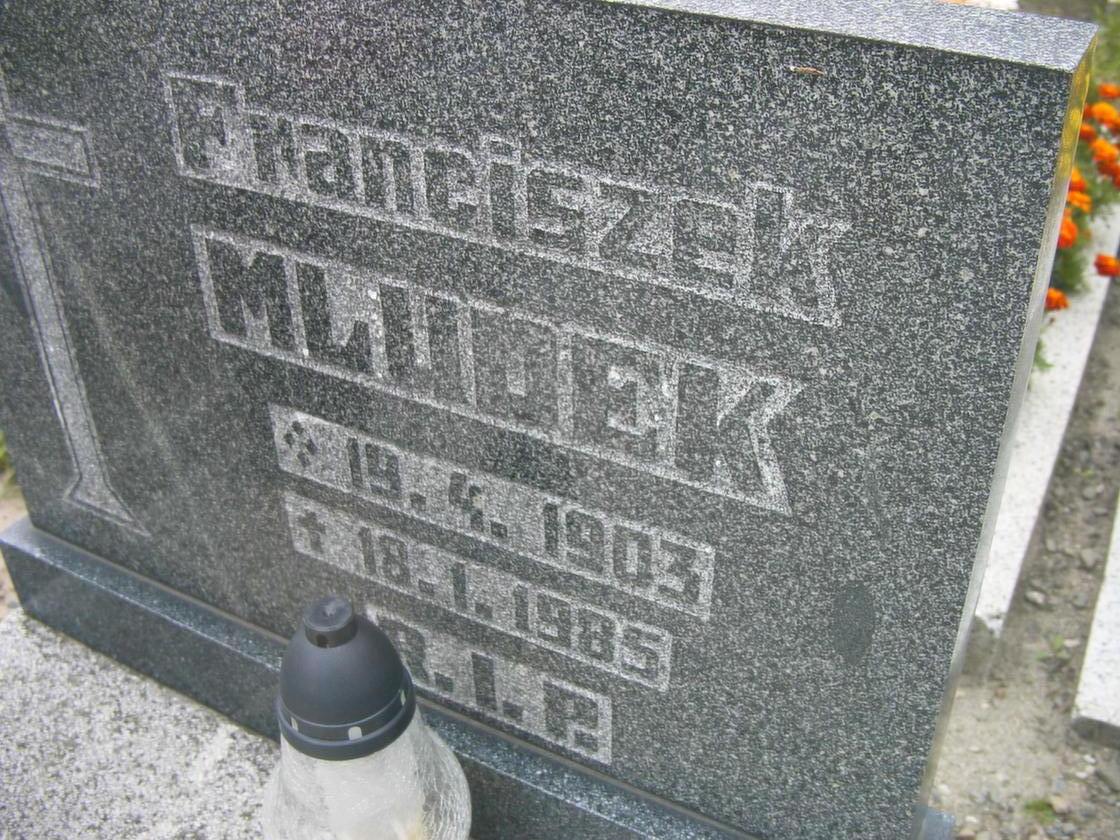 Franciszek
MLUDEK
19. 4. 1903
✝ 18. 1. 1985
R. I. P